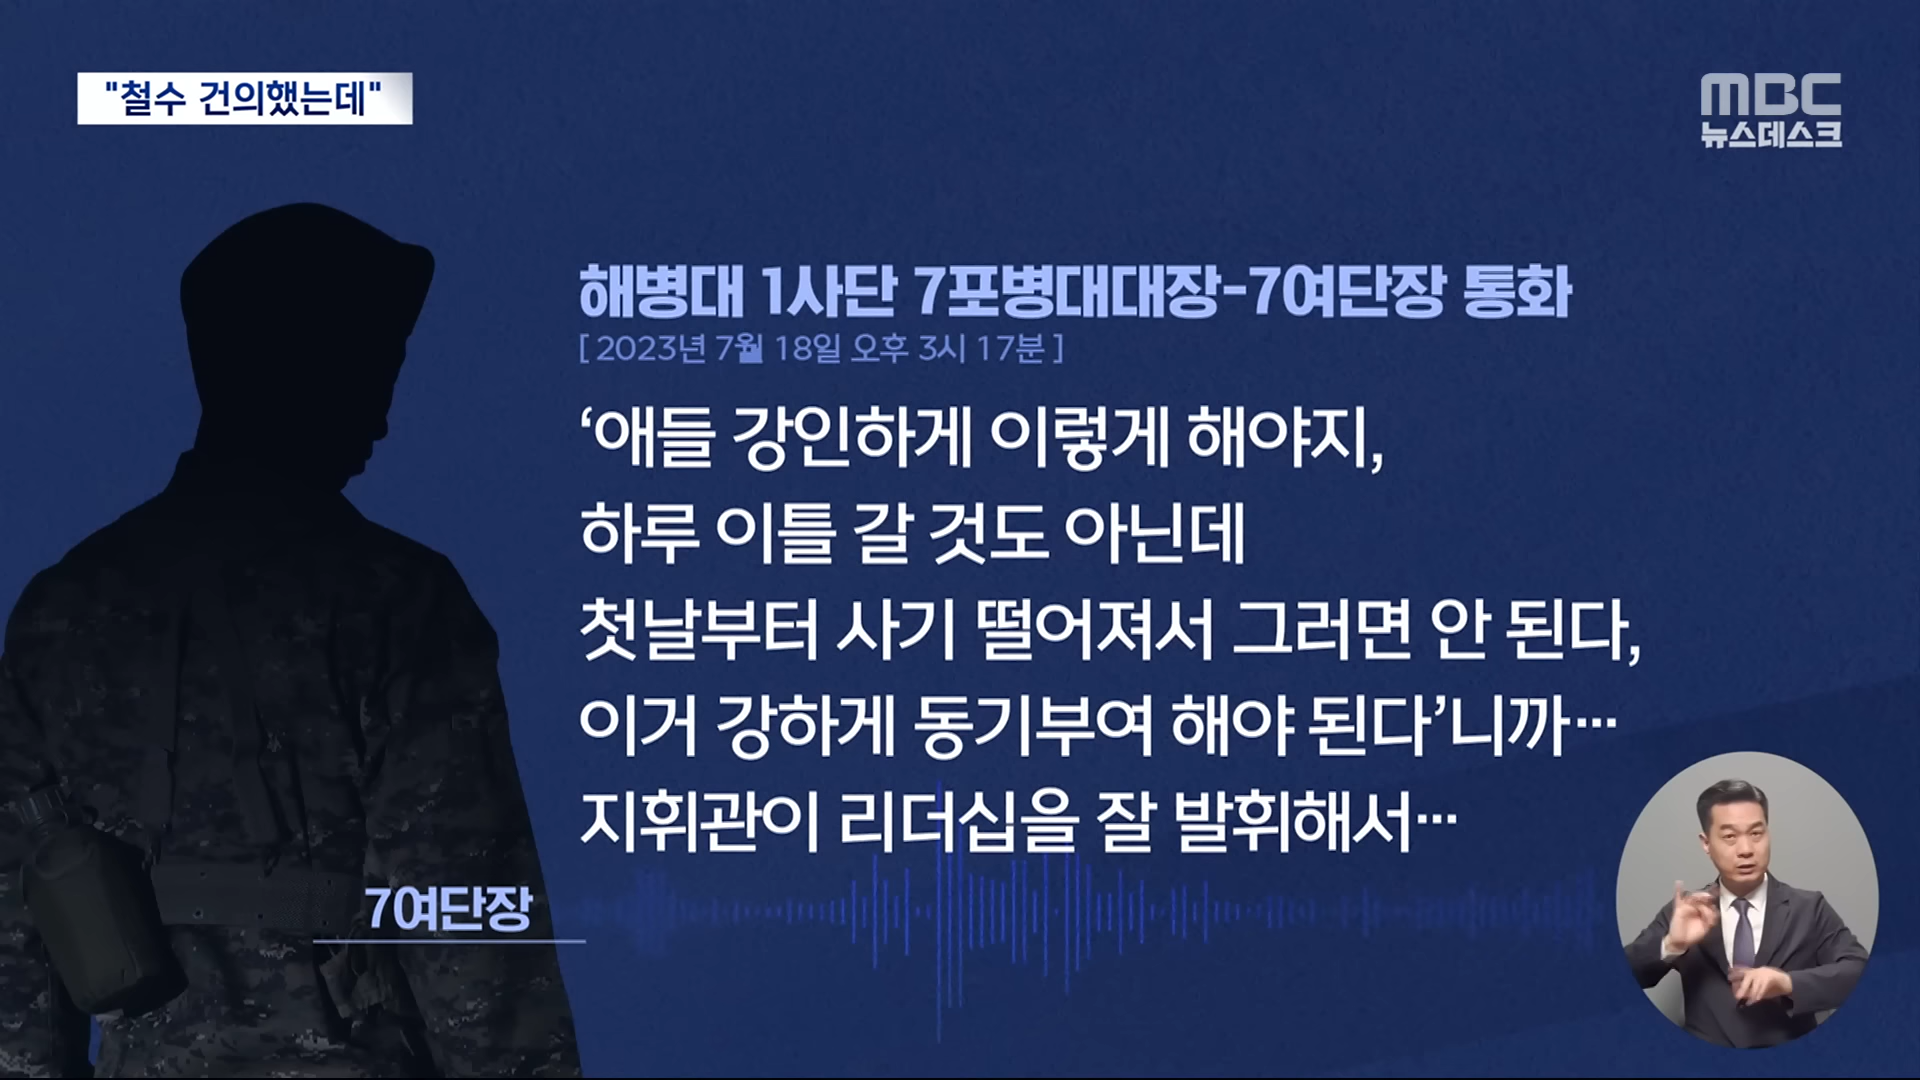 "철수 건의했는데"
MBC
뉴스데스크
해병대 1사단 7포병대대장-7여단장 통화
[ 2023년 7월 18일 오후 3시 17분 ]
‘애들 강인하게 이렇게 해야지,
하루 이틀 갈 것도 아닌데
첫날부터 사기 떨어져서 그러면 안 된다,
이거 강하게 동기부여 해야 된다’니까…
지휘관이 리더십을 잘 발휘해서…
7여단장